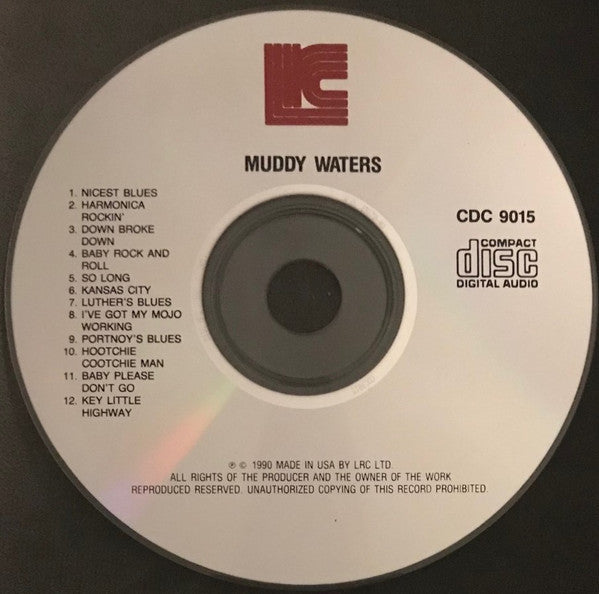 LRC
MUDDY WATERS
1. NICEST BLUES
2. HARMONICA
ROCKIN'
3. DOWN BROKE
DOWN
4. BABY ROCK AND
ROLL
5. SO LONG
6. KANSAS CITY
7. LUTHER'S BLUES
8. I'VE GOT MY MOJO
WORKING
9. PORTNOY'S BLUES
10. HOOTCHIE
COOTCHIE MAN
11. BABY PLEASE
DON'T GO
12. KEY LITTLE
HIGHWAY
CDC 9015
COMPACT
disc
DIGITAL AUDIO
℗ © 1990 MADE IN USA BY LRC LTD.
ALL RIGHTS OF THE PRODUCER AND THE OWNER OF THE WORK
REPRODUCED RESERVED. UNAUTHORIZED COPYING OF THIS RECORD PROHIBITED.